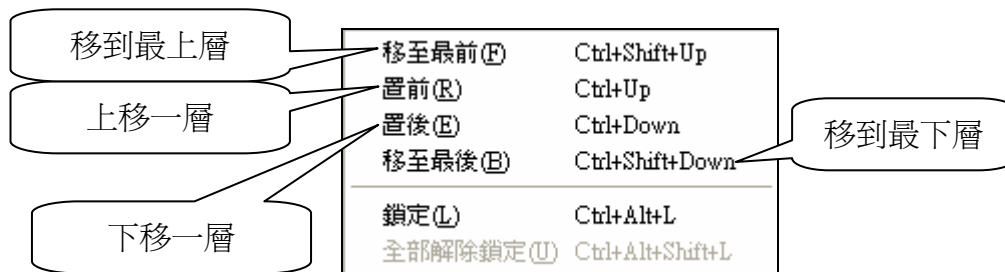 移到最上層
上移一層
下移一層
移至最前(F) Ctrl+Shift+Up
置前(R) Ctrl+Up
置後(E) Ctrl+Down
移至最後(B) Ctrl+Shift+Down
鎖定(L) Ctrl+Alt+L
全部解除鎖定(U) Ctrl+Alt+Shift+L
移到最下層